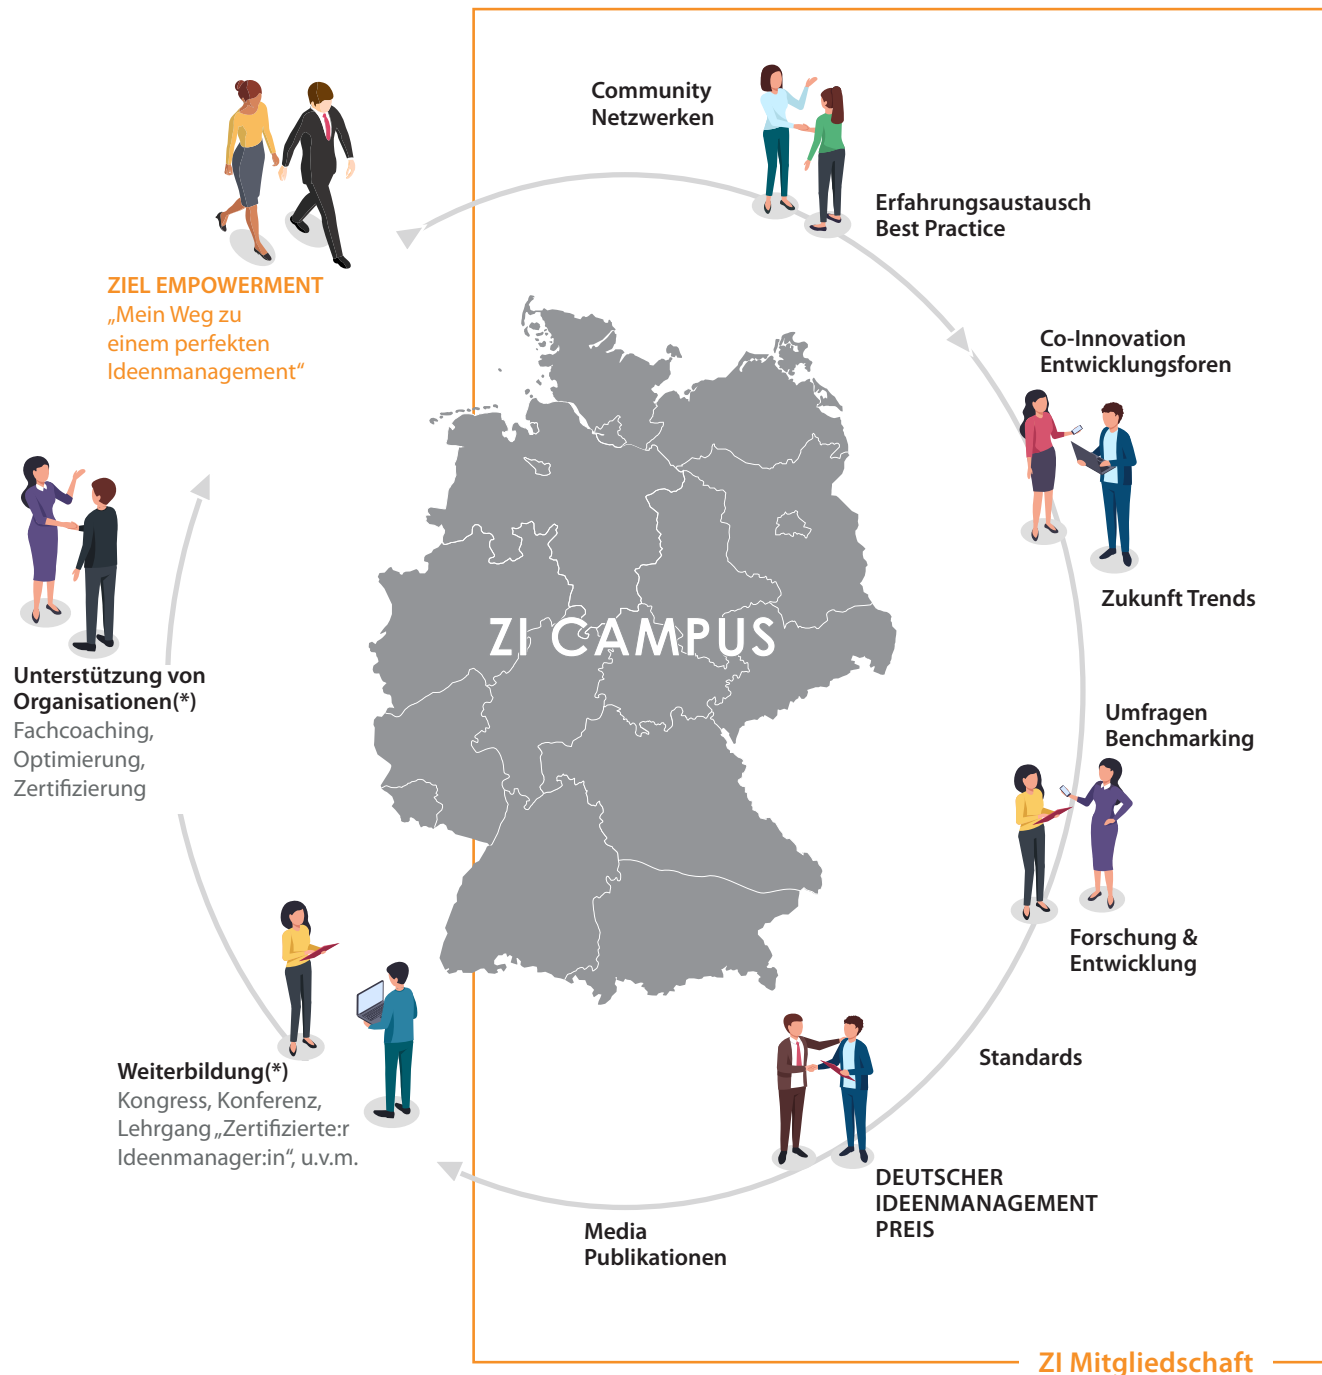 Community
Netzwerken
Erfahrungsaustausch
Best Practice
ZIEL EMPOWERMENT
„Mein Weg zu
einem perfekten
Ideenmanagement“
Co-Innovation
Entwicklungsforen
Zukunft Trends
ZI CAMPUS
Unterstützung von
Organisationen(*)
Fachcoaching,
Optimierung,
Zertifizierung
Umfragen
Benchmarking
Forschung &
Entwicklung
Standards
Weiterbildung(*)
Kongress, Konferenz,
Lehrgang „Zertifizierte:r
Ideenmanager:in“, u.v.m.
DEUTSCHER
IDEENMANAGEMENT
PREIS
Media
Publikationen
ZI Mitgliedschaft